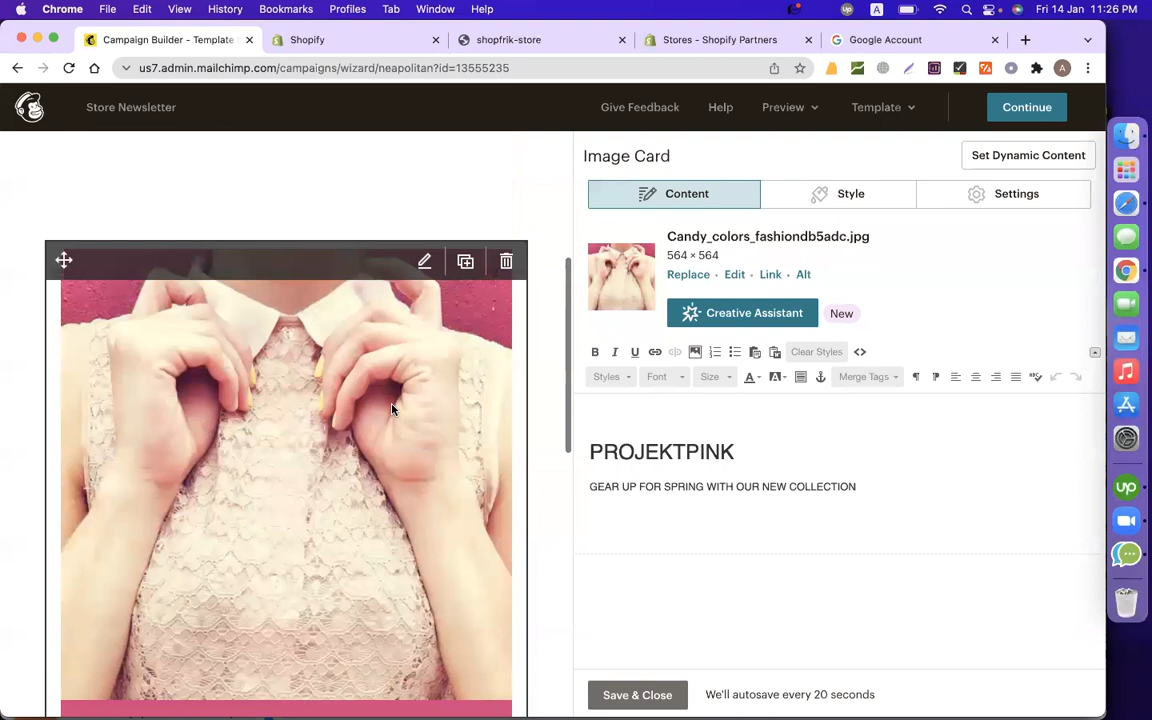 Chrome File Edit View History Bookmarks Profiles Tab Window Help A Fri 14 Jan 11:26 PM
Campaign Builder - Template Shopify shopfrik-store Stores - Shopify Partners Google Account
us7.admin.mailchimp.com/campaigns/wizard/neapolitan?id=13555235 A
Store Newsletter Give Feedback Help Preview Template Continue
Image Card Set Dynamic Content
Content Style Settings
Candy_colors_fashiondb5adc.jpg
564 × 564
Replace · Edit · Link · Alt
Creative Assistant New
B I U Clear Styles
Styles Font Size A A Merge Tags
PROJEKTPINK
GEAR UP FOR SPRING WITH OUR NEW COLLECTION
Save & Close We'll autosave every 20 seconds
up